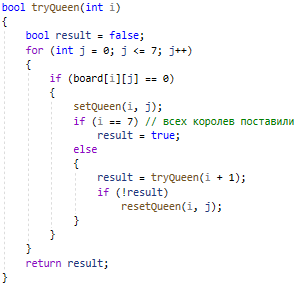 bool tryQueen(int i)
{
bool result = false;
for (int j = 0; j <= 7; j++)
{
if (board[i][j] == 0)
{
setQueen(i, j);
if (i == 7) // всех королев поставили
result = true;
else
{
result = tryQueen(i + 1);
if (!result)
resetQueen(i, j);
}
}
}
return result;
}